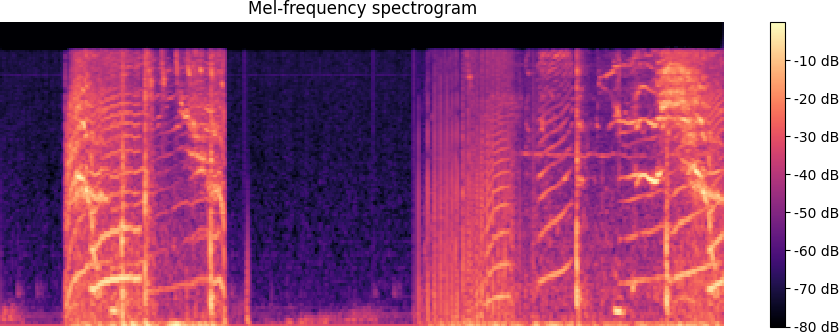 Mel-frequency spectrogram
-10 dB
-20 dB
-30 dB
-40 dB
-50 dB
-60 dB
-70 dB
-80 dB